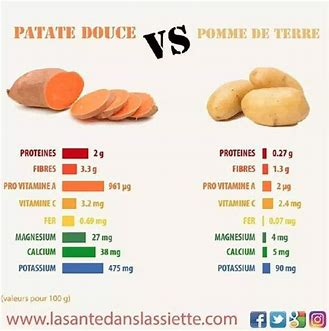 PATATE DOUCE VS POMME DE TERRE
PROTEINES 2 g
FIBRES 3.3 g
PRO VITAMINE A 961 µg
VITAMINE C 3.2 mg
FER 0.69 mg
MAGNESIUM 27 mg
CALCIUM 38 mg
POTASSIUM 475 mg
PROTEINES 0.27 g
FIBRES 1.3 g
PRO VITAMINE A 2 µg
VITAMINE C 2.4 mg
FER 0.07 mg
MAGNESIUM 4 mg
CALCIUM 5 mg
POTASSIUM 90 mg
(valeurs pour 100 g)
www.lasantedanslassiette.com